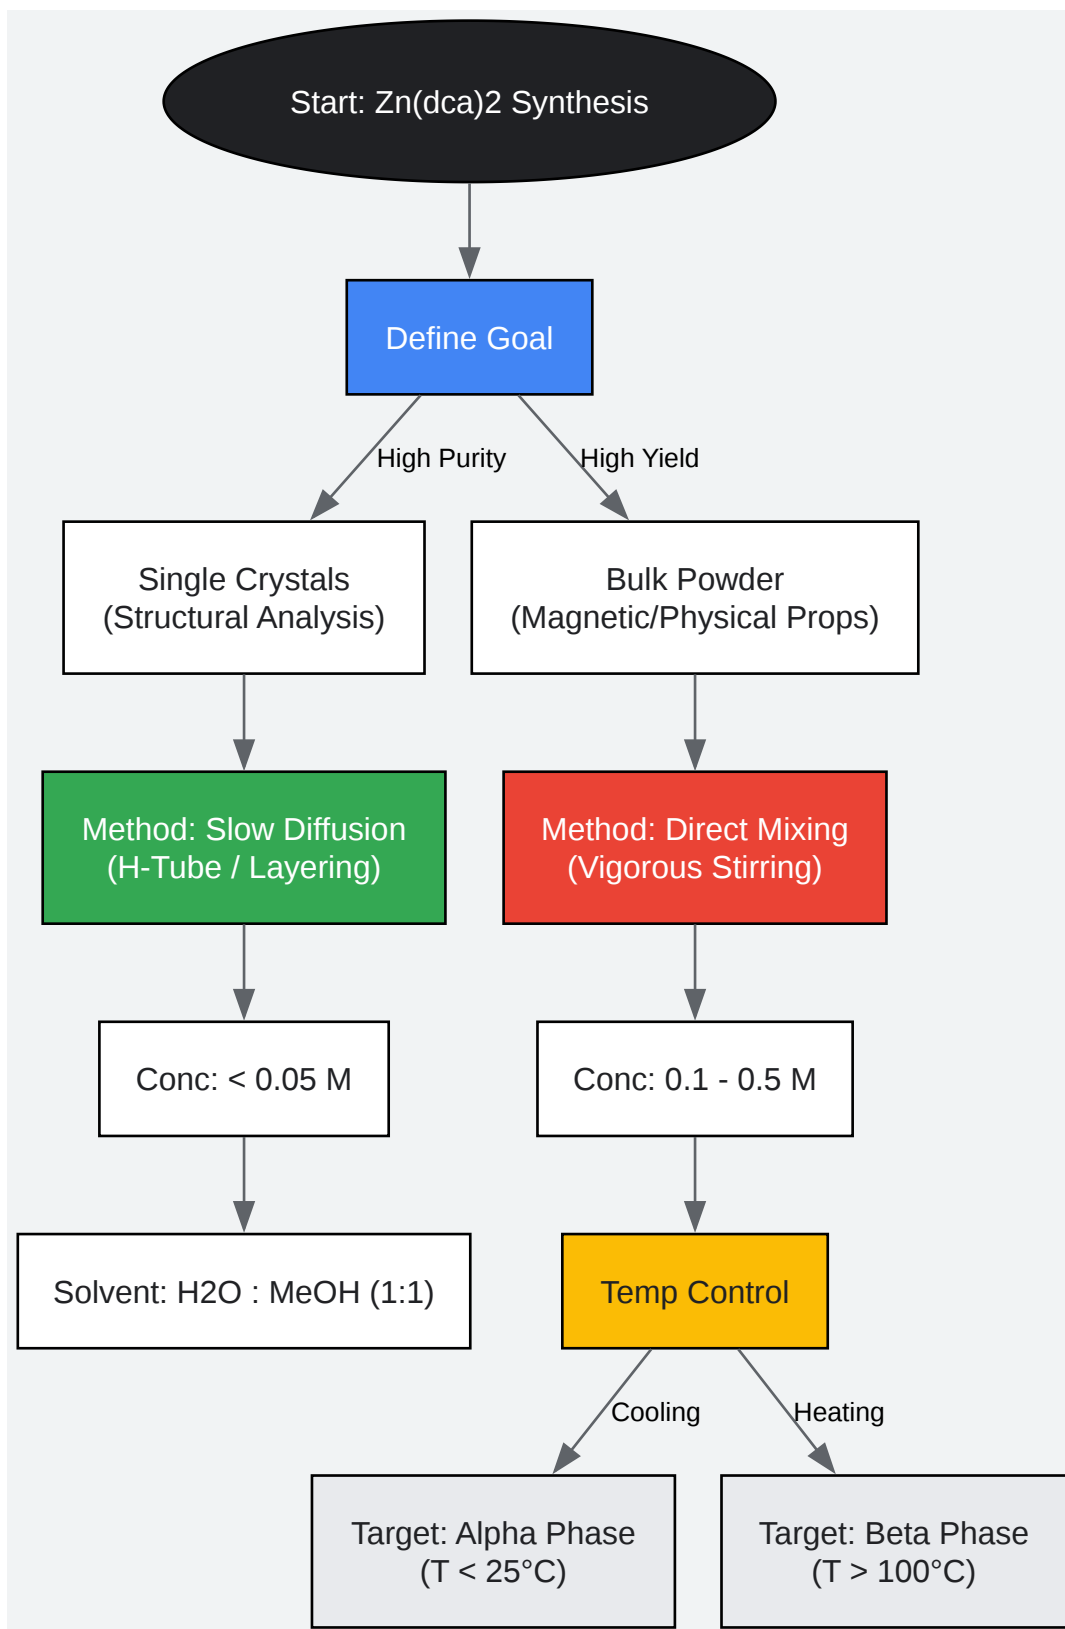 Start: Zn(dca)2 Synthesis
Define Goal
High Purity
High Yield
Single Crystals
(Structural Analysis)
Bulk Powder
(Magnetic/Physical Props)
Method: Slow Diffusion
(H-Tube / Layering)
Method: Direct Mixing
(Vigorous Stirring)
Conc: < 0.05 M
Conc: 0.1 - 0.5 M
Solvent: H2O : MeOH (1:1)
Temp Control
Cooling
Heating
Target: Alpha Phase
(T < 25°C)
Target: Beta Phase
(T > 100°C)